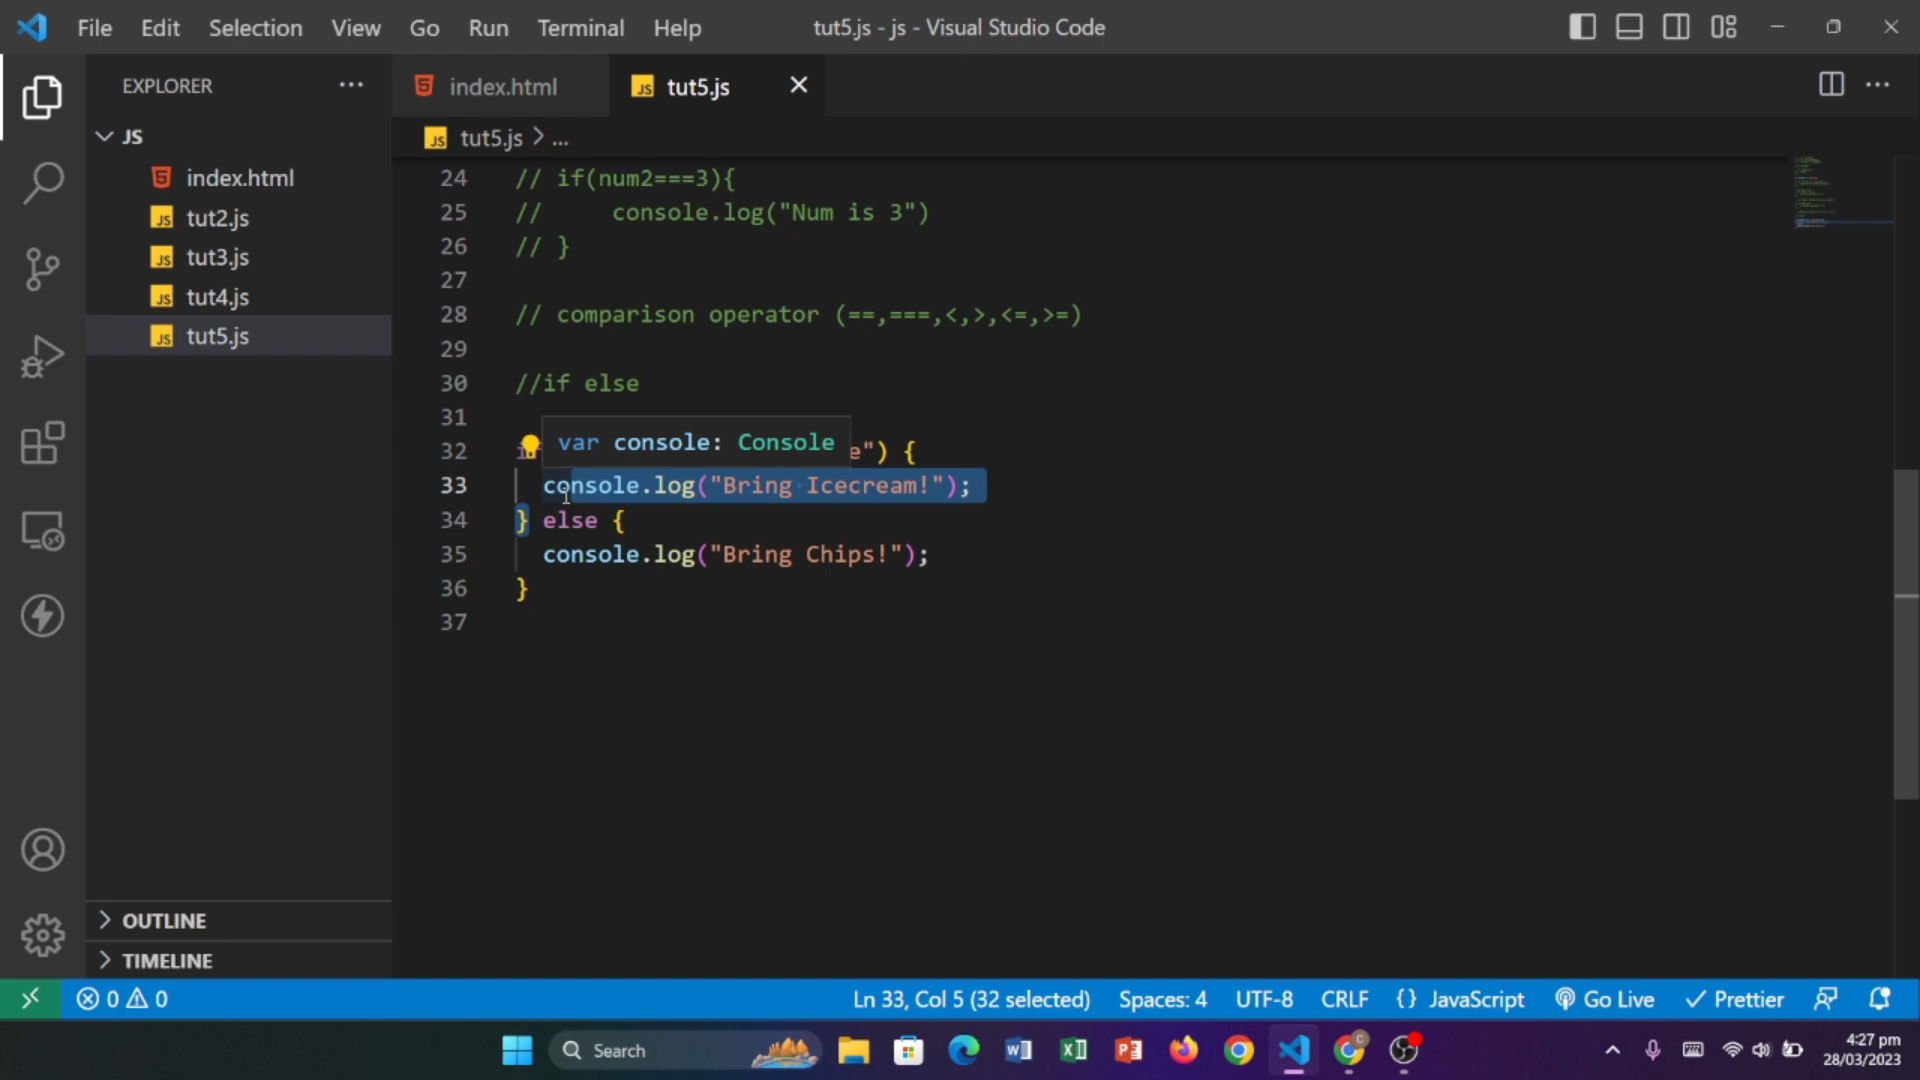 File Edit Selection View Go Run Terminal Help
tut5.js - js - Visual Studio Code
EXPLORER
JS
index.html
tut2.js
tut3.js
tut4.js
tut5.js
OUTLINE
TIMELINE
index.html
tut5.js
tut5.js > ...
24 // if(num2===3){
25 //     console.log("Num is 3")
26 // }
27
28 // comparison operator (==,===,<,>,<=,>=)
29
30 //if else
31
var console: Console
32 e") {
33 console.log("Bring Icecream!");
34 } else {
35 console.log("Bring Chips!");
36 }
37
0 0
Ln 33, Col 5 (32 selected) Spaces: 4 UTF-8 CRLF {} JavaScript Go Live Prettier
Search
4:27 pm
28/03/2023